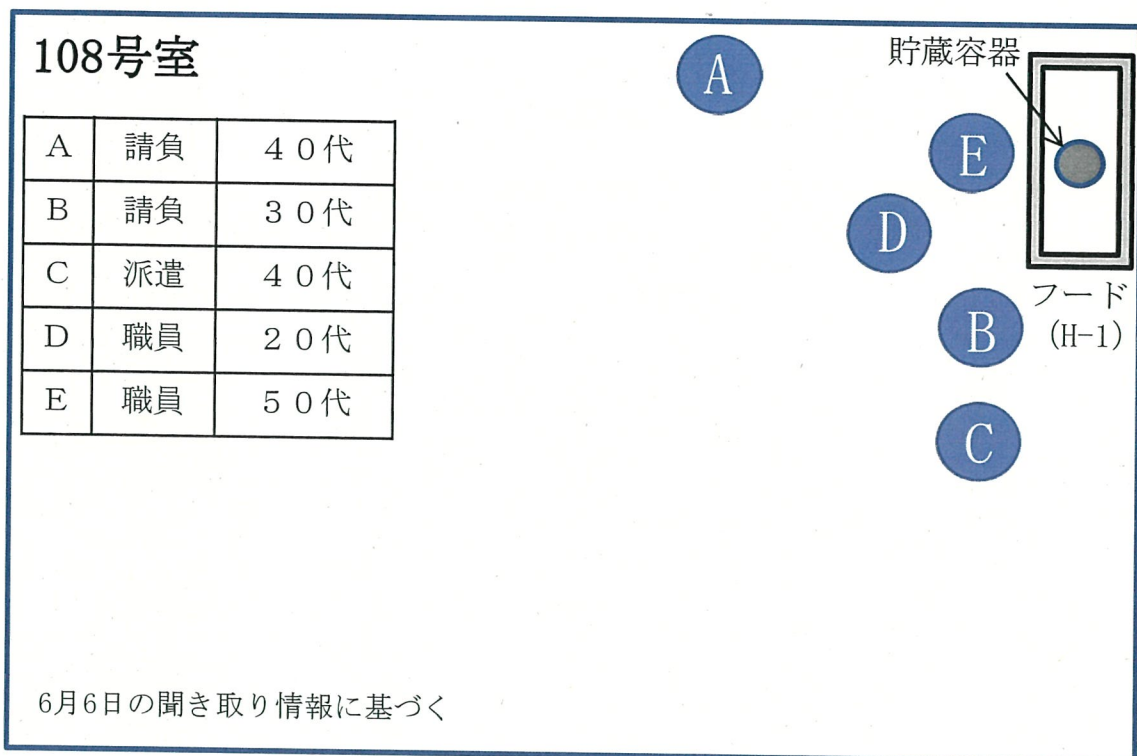 108号室
A 請負 ４０代
B 請負 ３０代
C 派遣 ４０代
D 職員 ２０代
E 職員 ５０代
A
貯蔵容器
E
D
B
フード
(H-1)
C
6月6日の聞き取り情報に基づく